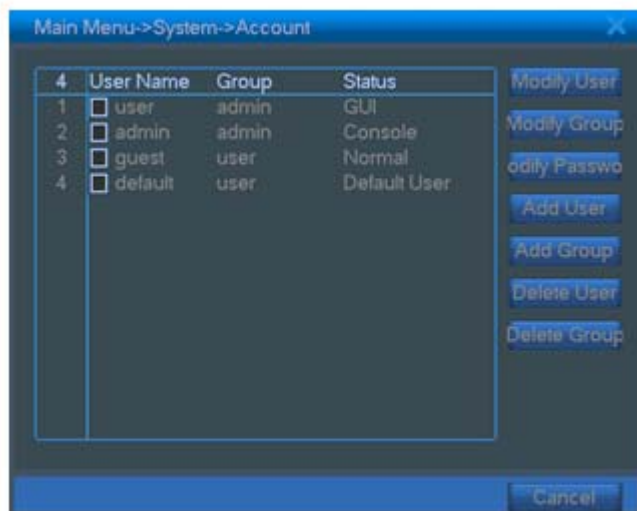 Main Menu->System->Account X
4 User Name Group Status
1 user admin GUI
2 admin admin Console
3 guest user Normal
4 default user Default User
Modify User
Modify Group
odify Passwo
Add User
Add Group
Delete User
Delete Group
Cancel